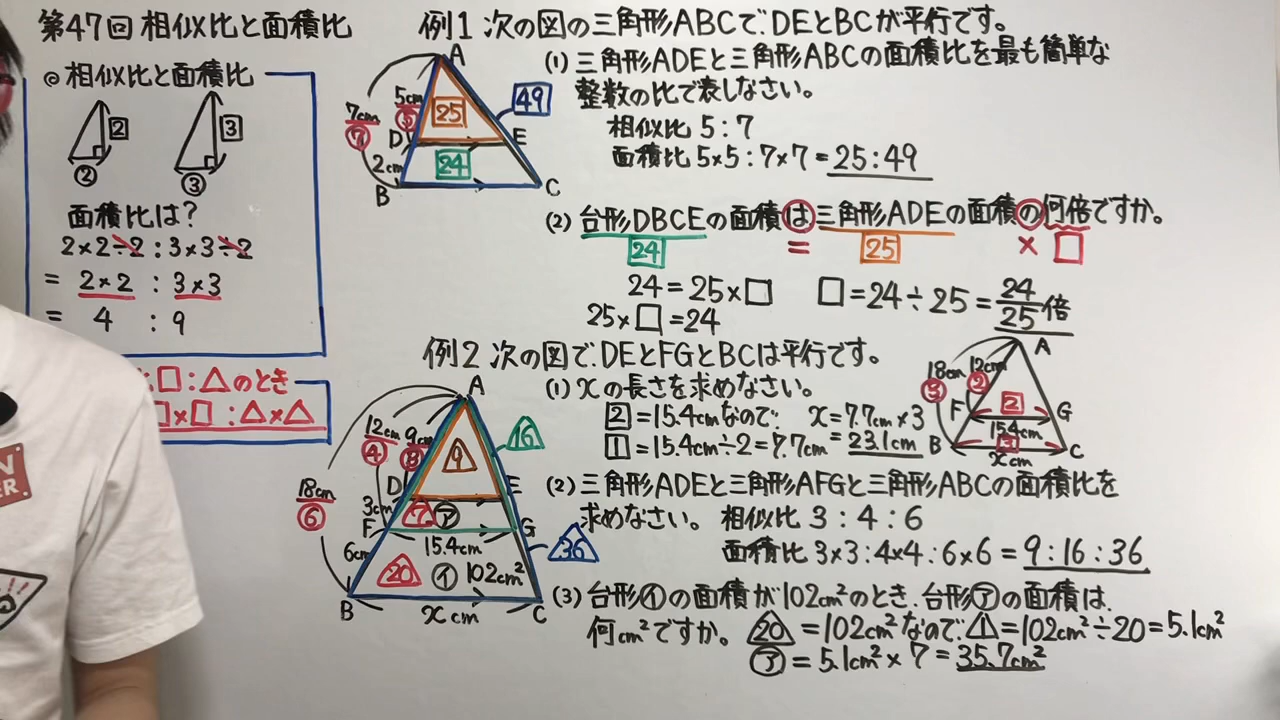 第47回 相似比と面積比
◎相似比と面積比
2
3
②
③
面積比は?
2×2÷2:3×3÷2
= 2×2 : 3×3
= 4 : 9
:□:△のとき
□×□:△×△
例1 次の図の三角形ABCで、DEとBCが平行です。
A
7cm
⑦
5cm
⑤
25
49
D
E
2cm
24
B
C
(1) 三角形ADEと三角形ABCの面積比を最も簡単な
整数の比で表しなさい。
相似比 5:7
面積比 5×5:7×7=25:49
(2) 台形DBCEの面積は三角形ADEの面積の何倍ですか。
24 = 25 × □
24=25×□ □=24÷25=24/25倍
25×□=24
例2 次の図で、DEとFGとBCは平行です。
A
18cm
⑥
12cm
④
9cm
③
9
16
D
E
3cm
7
㋐
F
G
6cm
15.4cm
36
20
㋑ 102cm²
B
x cm
C
(1) xの長さを求めなさい。
2=15.4cmなので、 x=7.7cm×3
1=15.4cm÷2=7.7cm =23.1cm
A
18cm
③
12cm
②
2
F
G
15.4cm
3
B
C
x cm
(2) 三角形ADEと三角形AFGと三角形ABCの面積比を
求めなさい。 相似比 3:4:6
面積比 3×3:4×4:6×6=9:16:36
(3) 台形㋑の面積が102cm²のとき、台形㋐の面積は、
何cm²ですか。 20=102cm²なので、1=102cm²÷20=5.1cm²
㋐=5.1cm²×7=35.7cm²